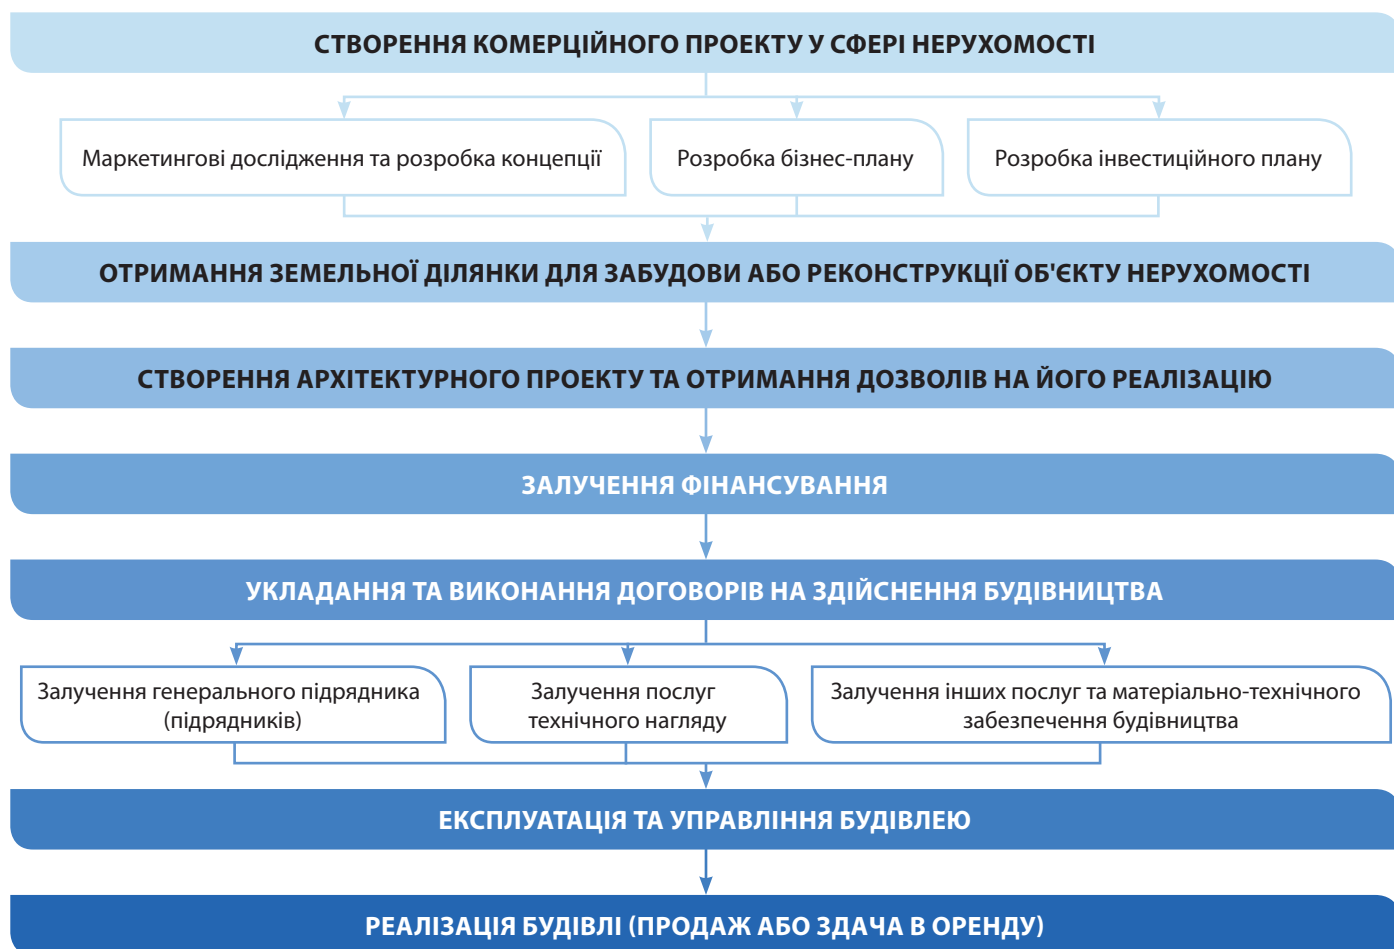 СТВОРЕННЯ КОМЕРЦІЙНОГО ПРОЕКТУ У СФЕРІ НЕРУХОМОСТІ
Маркетингові дослідження та розробка концепції
Розробка бізнес-плану
Розробка інвестиційного плану
ОТРИМАННЯ ЗЕМЕЛЬНОЇ ДІЛЯНКИ ДЛЯ ЗАБУДОВИ АБО РЕКОНСТРУКЦІЇ ОБ'ЄКТУ НЕРУХОМОСТІ
СТВОРЕННЯ АРХІТЕКТУРНОГО ПРОЕКТУ ТА ОТРИМАННЯ ДОЗВОЛІВ НА ЙОГО РЕАЛІЗАЦІЮ
ЗАЛУЧЕННЯ ФІНАНСУВАННЯ
УКЛАДАННЯ ТА ВИКОНАННЯ ДОГОВОРІВ НА ЗДІЙСНЕННЯ БУДІВНИЦТВА
Залучення генерального підрядника
(підрядників)
Залучення послуг
технічного нагляду
Залучення інших послуг та матеріально-технічного
забезпечення будівництва
ЕКСПЛУАТАЦІЯ ТА УПРАВЛІННЯ БУДІВЛЕЮ
РЕАЛІЗАЦІЯ БУДІВЛІ (ПРОДАЖ АБО ЗДАЧА В ОРЕНДУ)